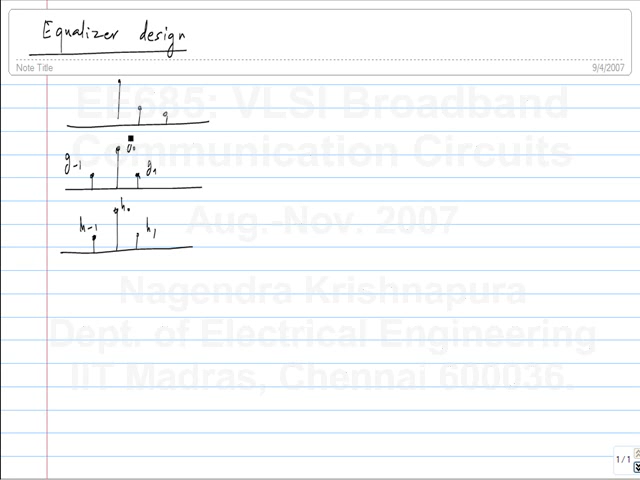 Equalizer design
Note Title
9/4/2007
EE685: VLSI Broadband
Communication Circuits
g₀
g-1
g₁
h₀
h-1
h₁
Aug.-Nov. 2007
Nagendra Krishnapura
Dept. of Electrical Engineering
IIT Madras, Chennai 600036.
1/1